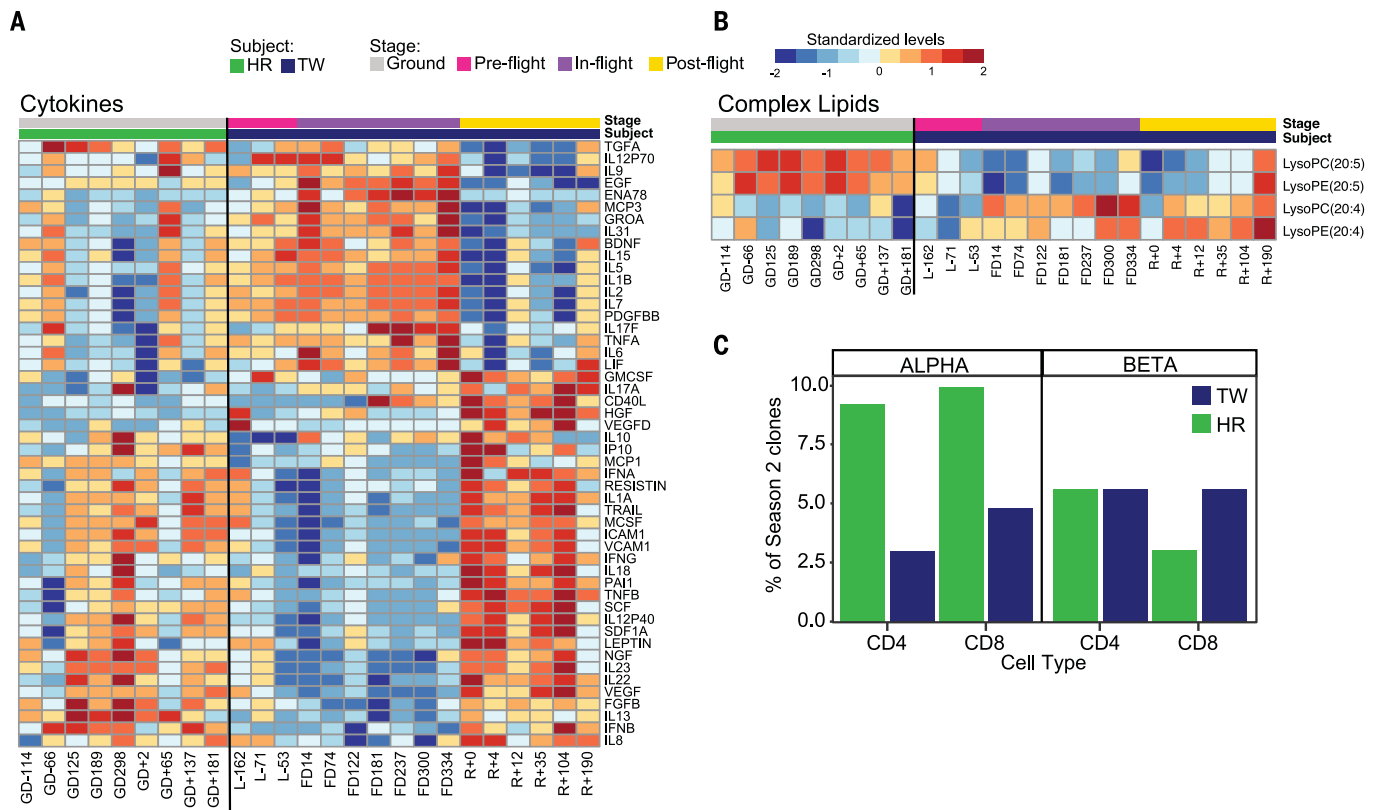 A
B
Subject:
HR TW
Stage:
Ground Pre-flight In-flight Post-flight
Standardized levels
-2 -1 0 1 2
Cytokines
Stage
Subject
TGFA
IL12P70
IL9
EGF
ENA78
MCP3
GROA
IL31
BDNF
IL15
IL5
IL1B
IL2
IL7
PDGFBB
IL17F
TNFA
IL6
LIF
GMCSF
IL17A
CD40L
HGF
VEGFD
IL10
IP10
MCP1
IFNA
RESISTIN
IL1A
TRAIL
MCSF
ICAM1
VCAM1
IFNG
IL18
PAI1
TNFB
SCF
IL12P40
SDF1A
LEPTIN
NGF
IL23
IL22
VEGF
FGFB
IL13
IFNB
IL8
GD-114 GD-66 GD125 GD189 GD298 GD+2 GD+65 GD+137 GD+181 L-162 L-71 L-53 FD14 FD74 FD122 FD181 FD237 FD300 FD334 R+0 R+4 R+12 R+35 R+104 R+190
Complex Lipids
Stage
Subject
LysoPC(20:5)
LysoPE(20:5)
LysoPC(20:4)
LysoPE(20:4)
GD-114 GD-66 GD125 GD189 GD298 GD+2 GD+65 GD+137 GD+181 L-162 L-71 L-53 FD14 FD74 FD122 FD181 FD237 FD300 FD334 R+0 R+4 R+12 R+35 R+104 R+190
C
ALPHA BETA
TW
HR
% of Season 2 clones
10.0
7.5
5.0
2.5
0.0
CD4 CD8 CD4 CD8
Cell Type